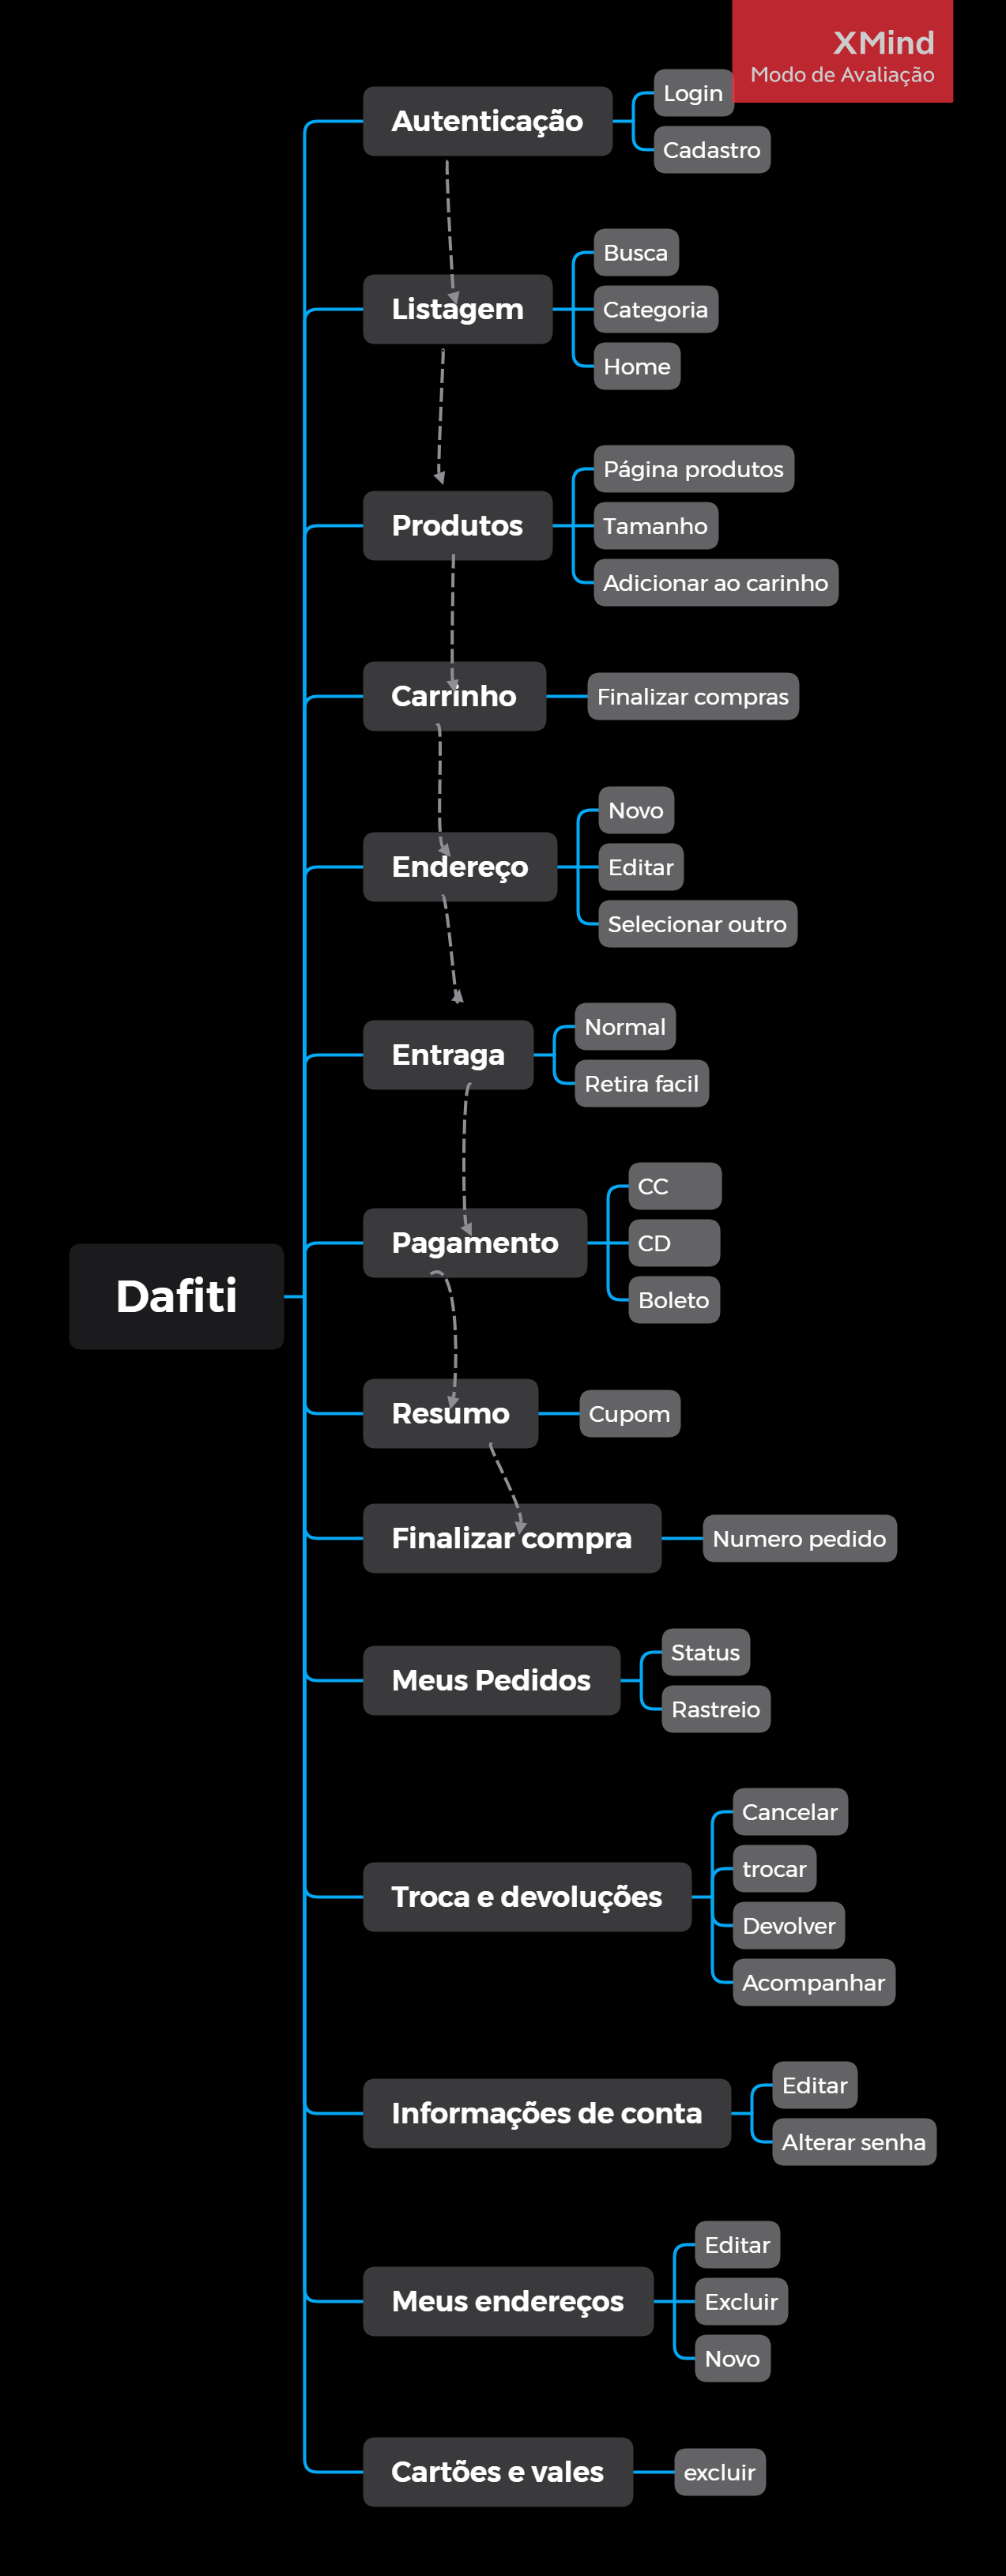 XMind
Modo de Avaliação
Autenticação
Login
Cadastro
Listagem
Busca
Categoria
Home
Produtos
Página produtos
Tamanho
Adicionar ao carinho
Carrinho
Finalizar compras
Endereço
Novo
Editar
Selecionar outro
Entraga
Normal
Retira facil
Pagamento
CC
CD
Boleto
Dafiti
Resumo
Cupom
Finalizar compra
Numero pedido
Meus Pedidos
Status
Rastreio
Troca e devoluções
Cancelar
trocar
Devolver
Acompanhar
Informações de conta
Editar
Alterar senha
Meus endereços
Editar
Excluir
Novo
Cartões e vales
excluir